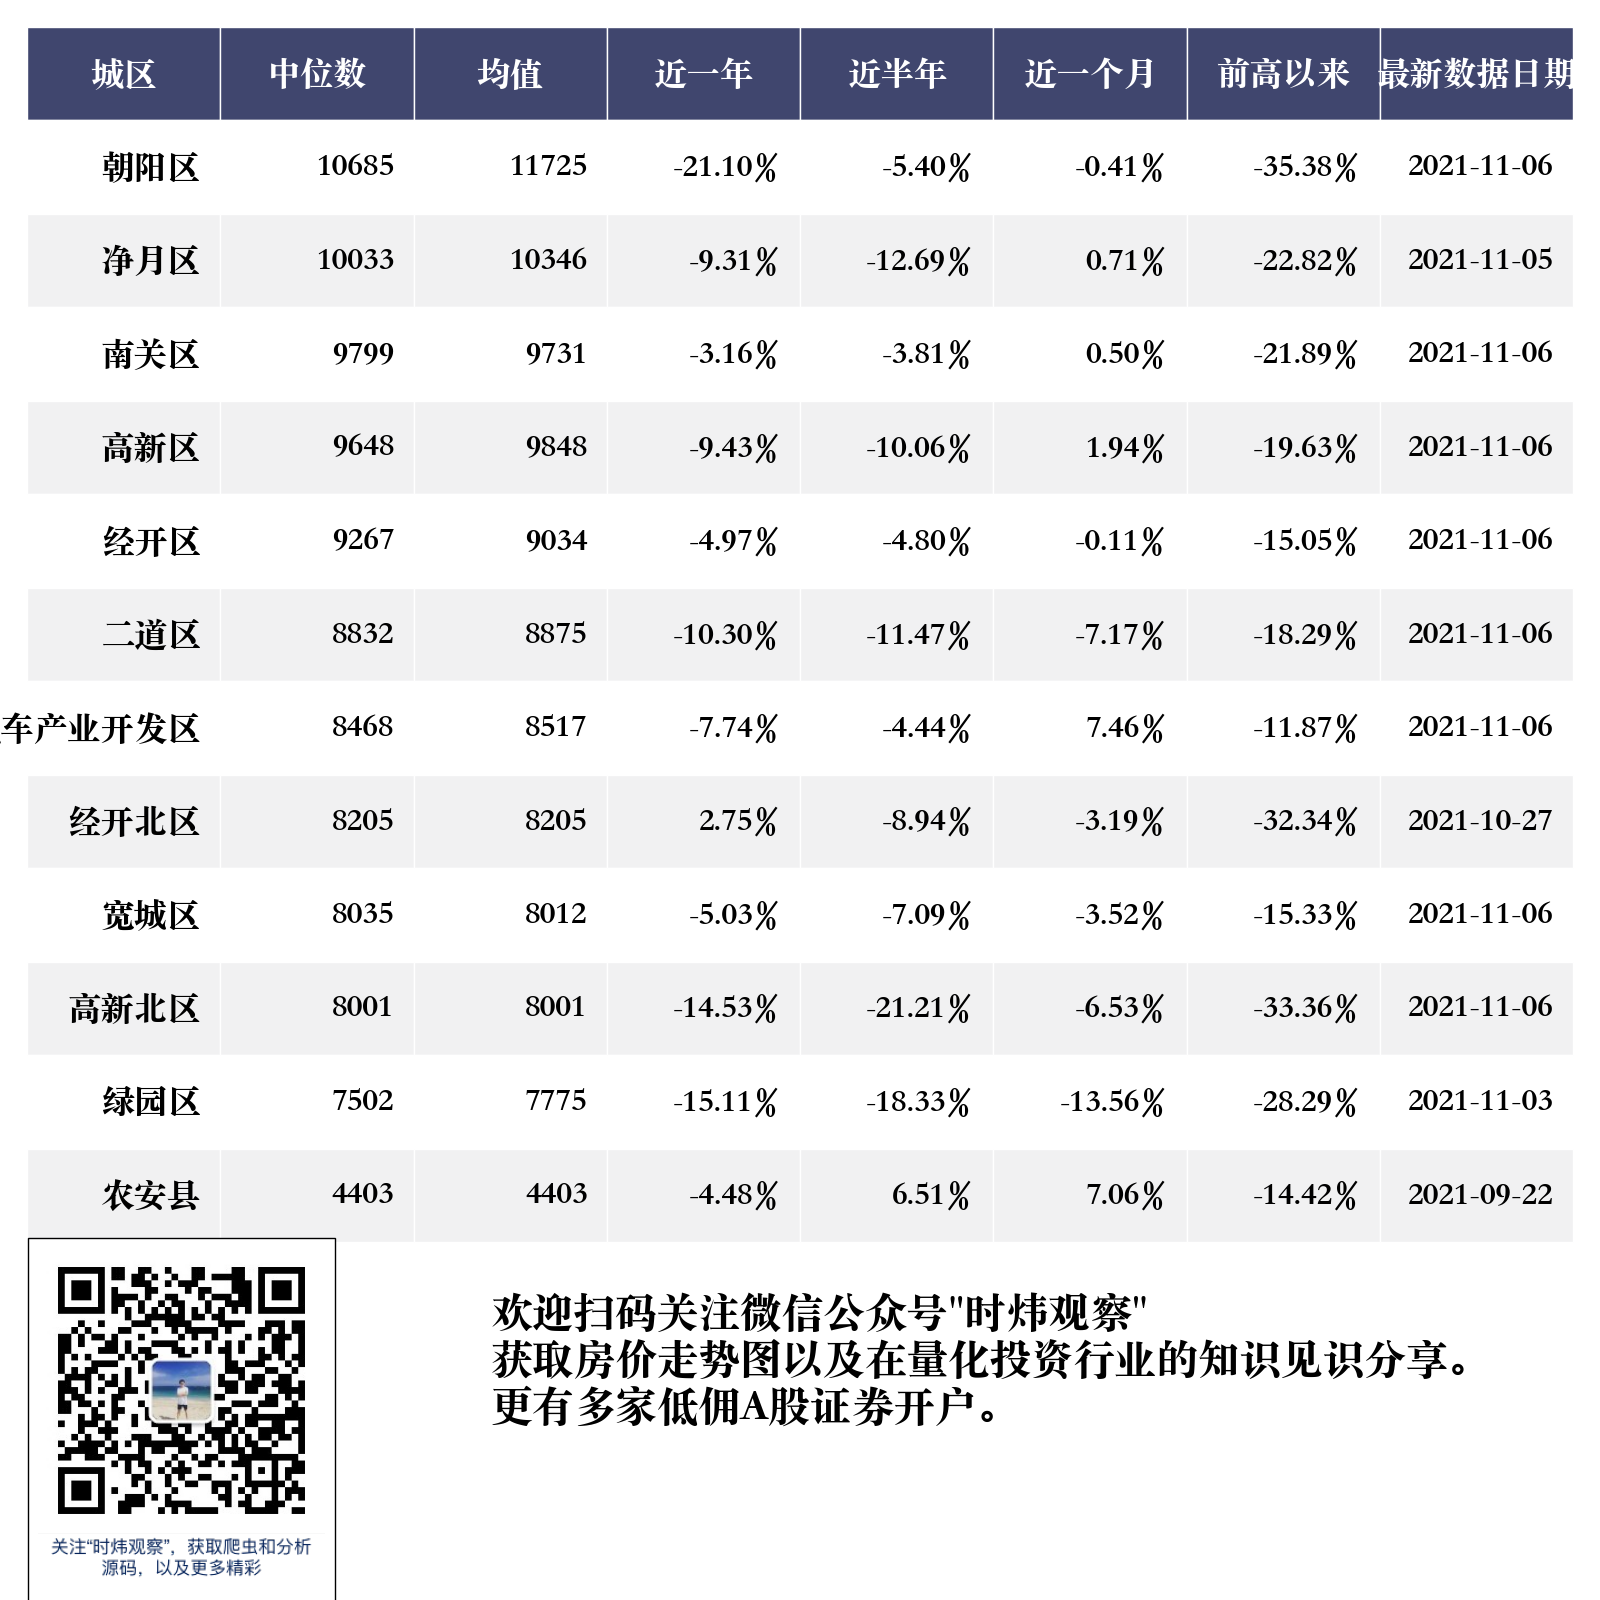 城区 中位数 均值 近一年 近半年 近一个月 前高以来 最新数据日期
朝阳区 10685 11725 -21.10% -5.40% -0.41% -35.38% 2021-11-06
净月区 10033 10346 -9.31% -12.69% 0.71% -22.82% 2021-11-05
南关区 9799 9731 -3.16% -3.81% 0.50% -21.89% 2021-11-06
高新区 9648 9848 -9.43% -10.06% 1.94% -19.63% 2021-11-06
经开区 9267 9034 -4.97% -4.80% -0.11% -15.05% 2021-11-06
二道区 8832 8875 -10.30% -11.47% -7.17% -18.29% 2021-11-06
车产业开发区 8468 8517 -7.74% -4.44% 7.46% -11.87% 2021-11-06
经开北区 8205 8205 2.75% -8.94% -3.19% -32.34% 2021-10-27
宽城区 8035 8012 -5.03% -7.09% -3.52% -15.33% 2021-11-06
高新北区 8001 8001 -14.53% -21.21% -6.53% -33.36% 2021-11-06
绿园区 7502 7775 -15.11% -18.33% -13.56% -28.29% 2021-11-03
农安县 4403 4403 -4.48% 6.51% 7.06% -14.42% 2021-09-22
欢迎扫码关注微信公众号"时炜观察"
获取房价走势图以及在量化投资行业的知识见识分享。
更有多家低佣A股证券开户。
关注“时炜观察”，获取爬虫和分析
源码，以及更多精彩